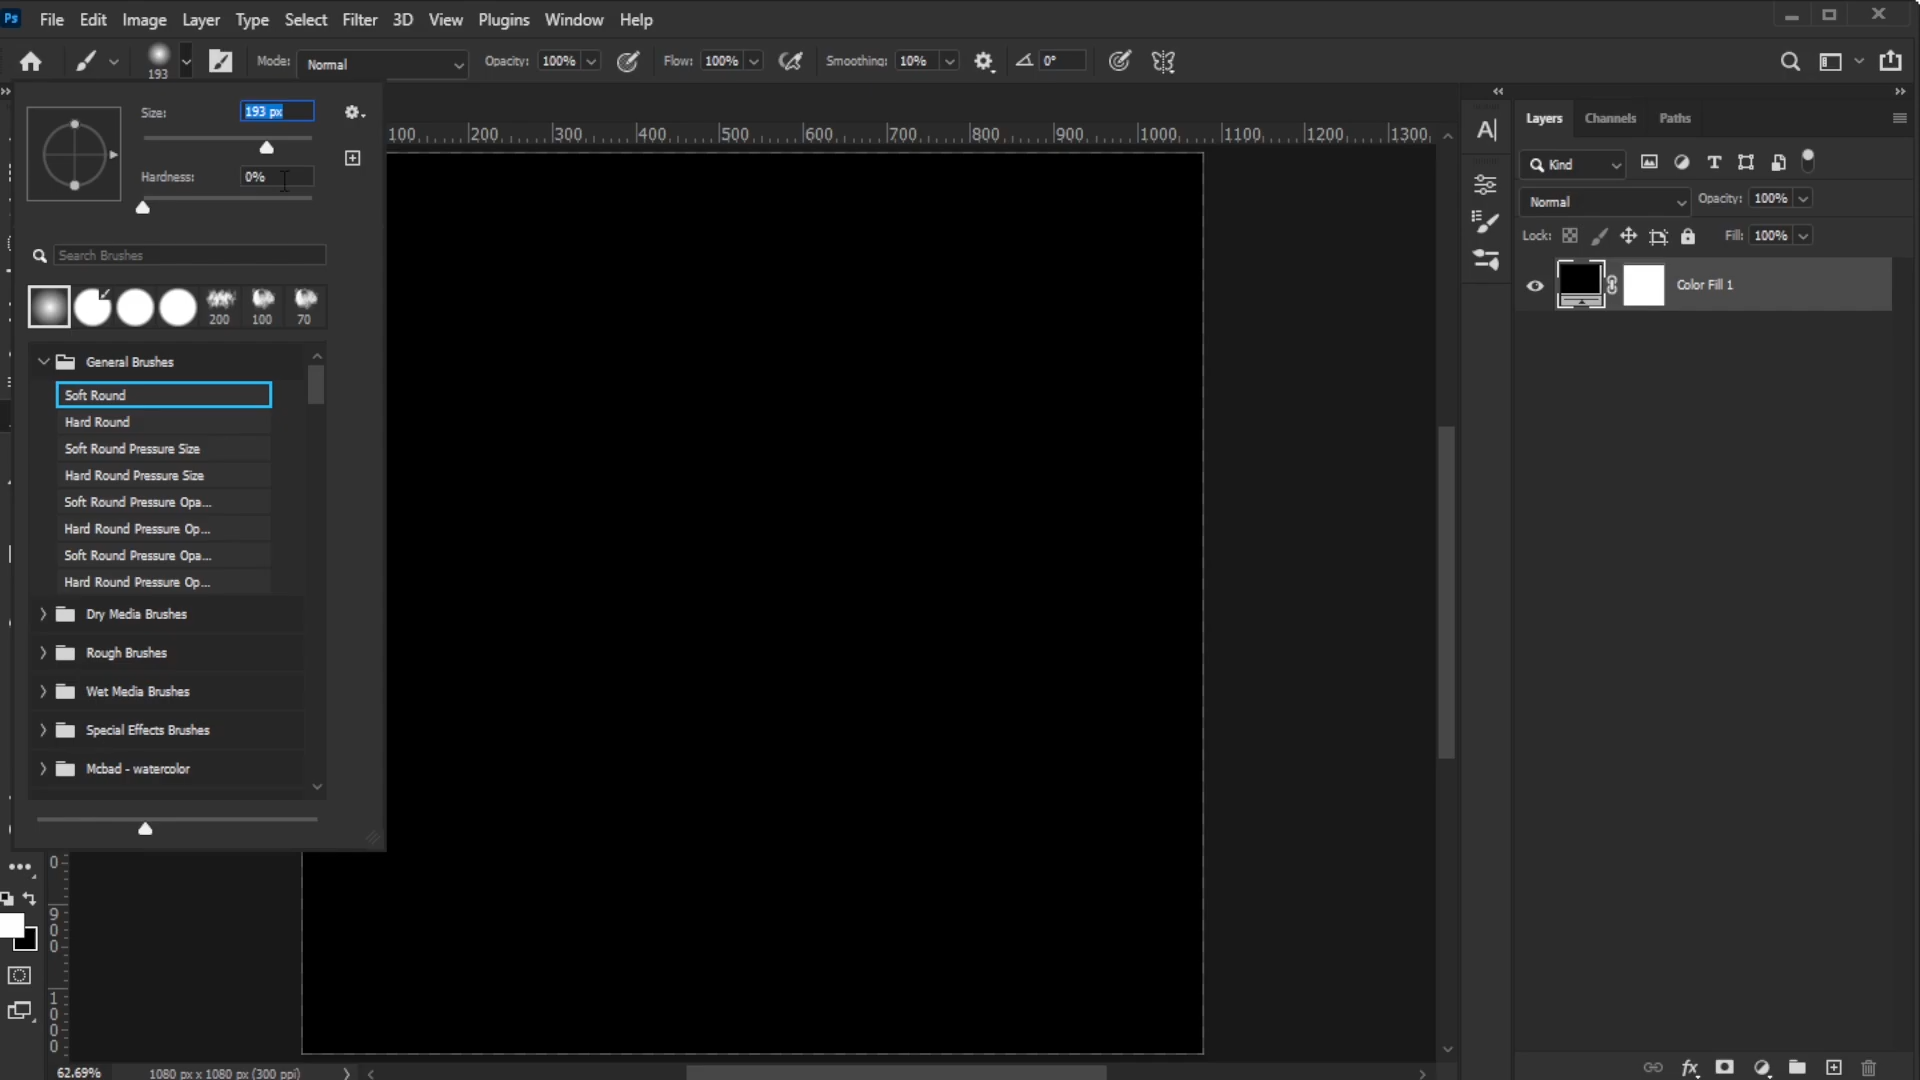 Ps File Edit Image Layer Type Select Filter 3D View Plugins Window Help
193 Mode: Normal Opacity: 100% Flow: 100% Smoothing: 10% 0°
Size: 193 px
Hardness: 0%
Search Brushes
200 100 70
General Brushes
Soft Round
Hard Round
Soft Round Pressure Size
Hard Round Pressure Size
Soft Round Pressure Opa...
Hard Round Pressure Op...
Soft Round Pressure Opa...
Hard Round Pressure Op...
Dry Media Brushes
Rough Brushes
Wet Media Brushes
Special Effects Brushes
Mcbad - watercolor
100 200 300 400 500 600 700 800 900 1000 1100 1200 1300
0
900
1000
62.69% 1080 px x 1080 px (300 ppi)
A
Layers Channels Paths
Kind T
Normal Opacity: 100%
Lock: Fill: 100%
Color Fill 1
fx